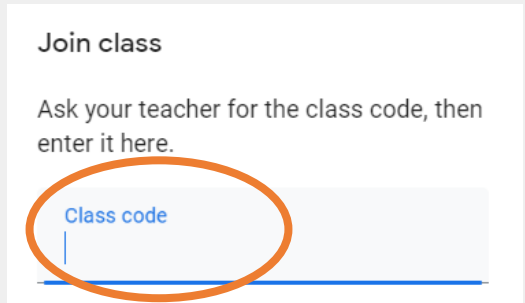 Join class
Ask your teacher for the class code, then
enter it here.
Class code